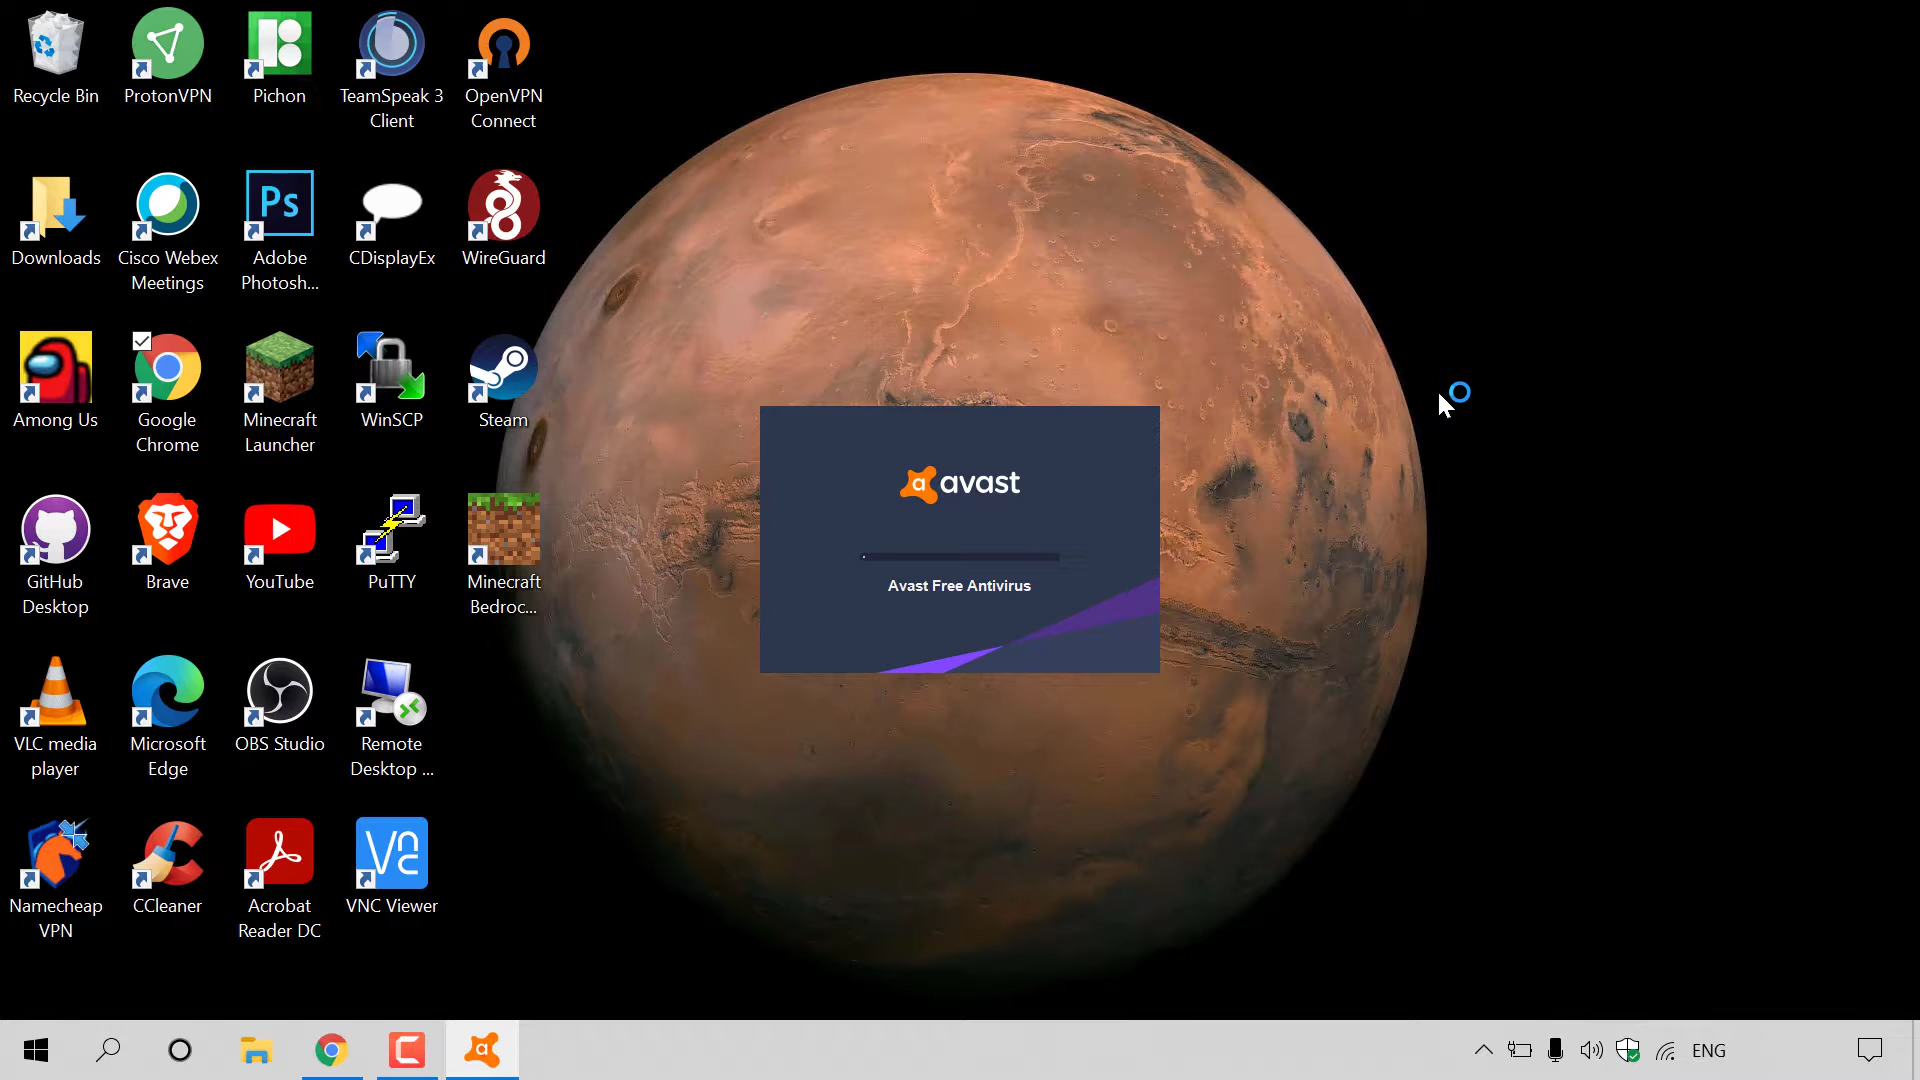 Recycle Bin
ProtonVPN
Pichon
TeamSpeak 3
Client
OpenVPN
Connect
Downloads
Cisco Webex
Meetings
Ps
Adobe
Photosh...
CDisplayEx
WireGuard
Among Us
Google
Chrome
Minecraft
Launcher
WinSCP
Steam
GitHub
Desktop
Brave
YouTube
PuTTY
Minecraft
Bedroc...
a avast
Avast Free Antivirus
VLC media
player
Microsoft
Edge
OBS Studio
Remote
Desktop ...
Namecheap
VPN
CCleaner
Acrobat
Reader DC
VNC Viewer
a
ENG